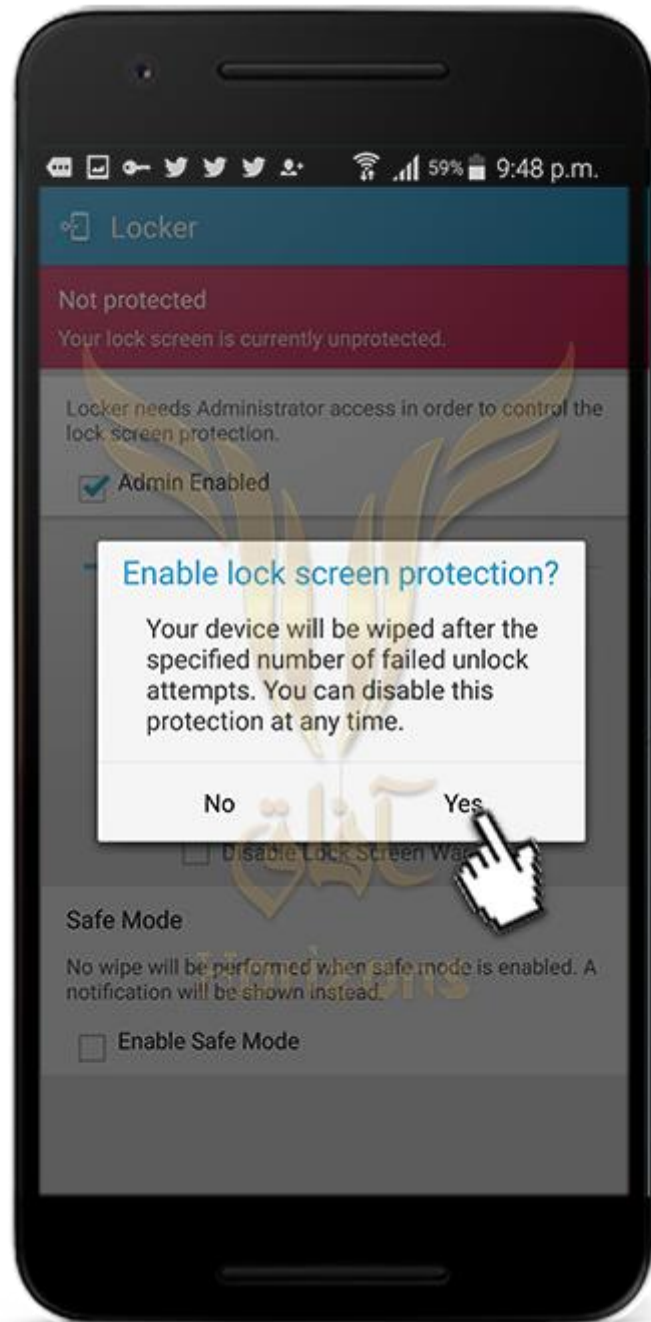 59% 9:48 p.m.
Locker
Not protected
Your lock screen is currently unprotected.
Locker needs Administrator access in order to control the
lock screen protection.
Admin Enabled
Enable lock screen protection?
Your device will be wiped after the
specified number of failed unlock
attempts. You can disable this
protection at any time.
No Yes
Disable Lock Screen
آفاق
Safe Mode
No wipe will be performed when safe mode is enabled. A
notification will be shown instead.
Horizons
Enable Safe Mode